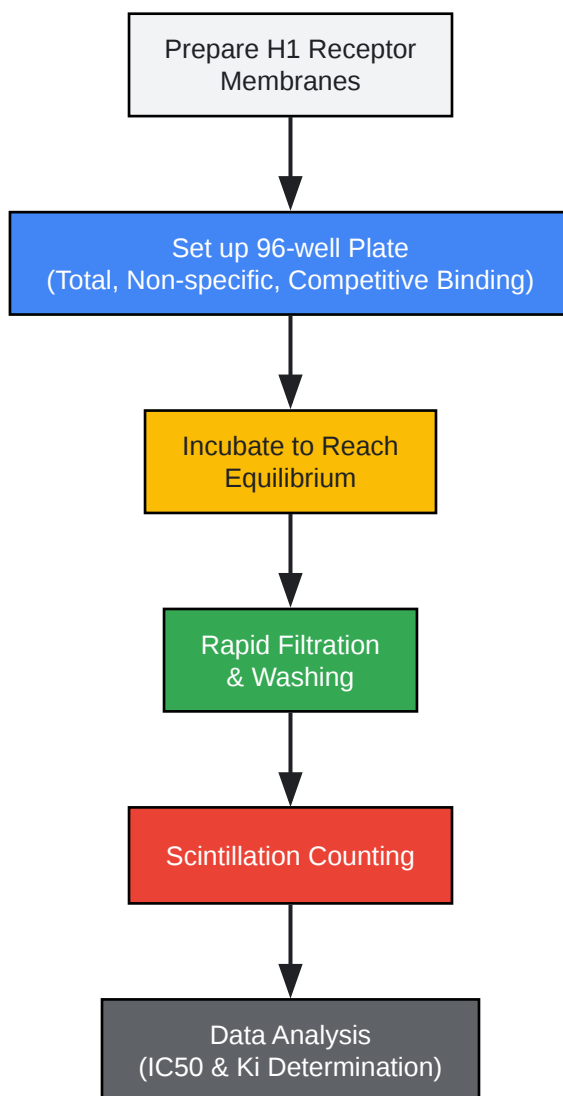 Prepare H1 Receptor
Membranes
Set up 96-well Plate
(Total, Non-specific, Competitive Binding)
Incubate to Reach
Equilibrium
Rapid Filtration
& Washing
Scintillation Counting
Data Analysis
(IC50 & Ki Determination)